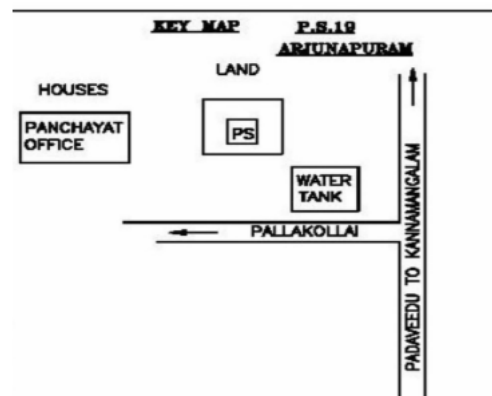 KEY MAP P.S.19
ARJUNAPURAM
LAND
HOUSES
PANCHAYAT
OFFICE
PS
WATER
TANK
PALLAKOLLAI
PADAVEEDU TO KANNAMANGALAM